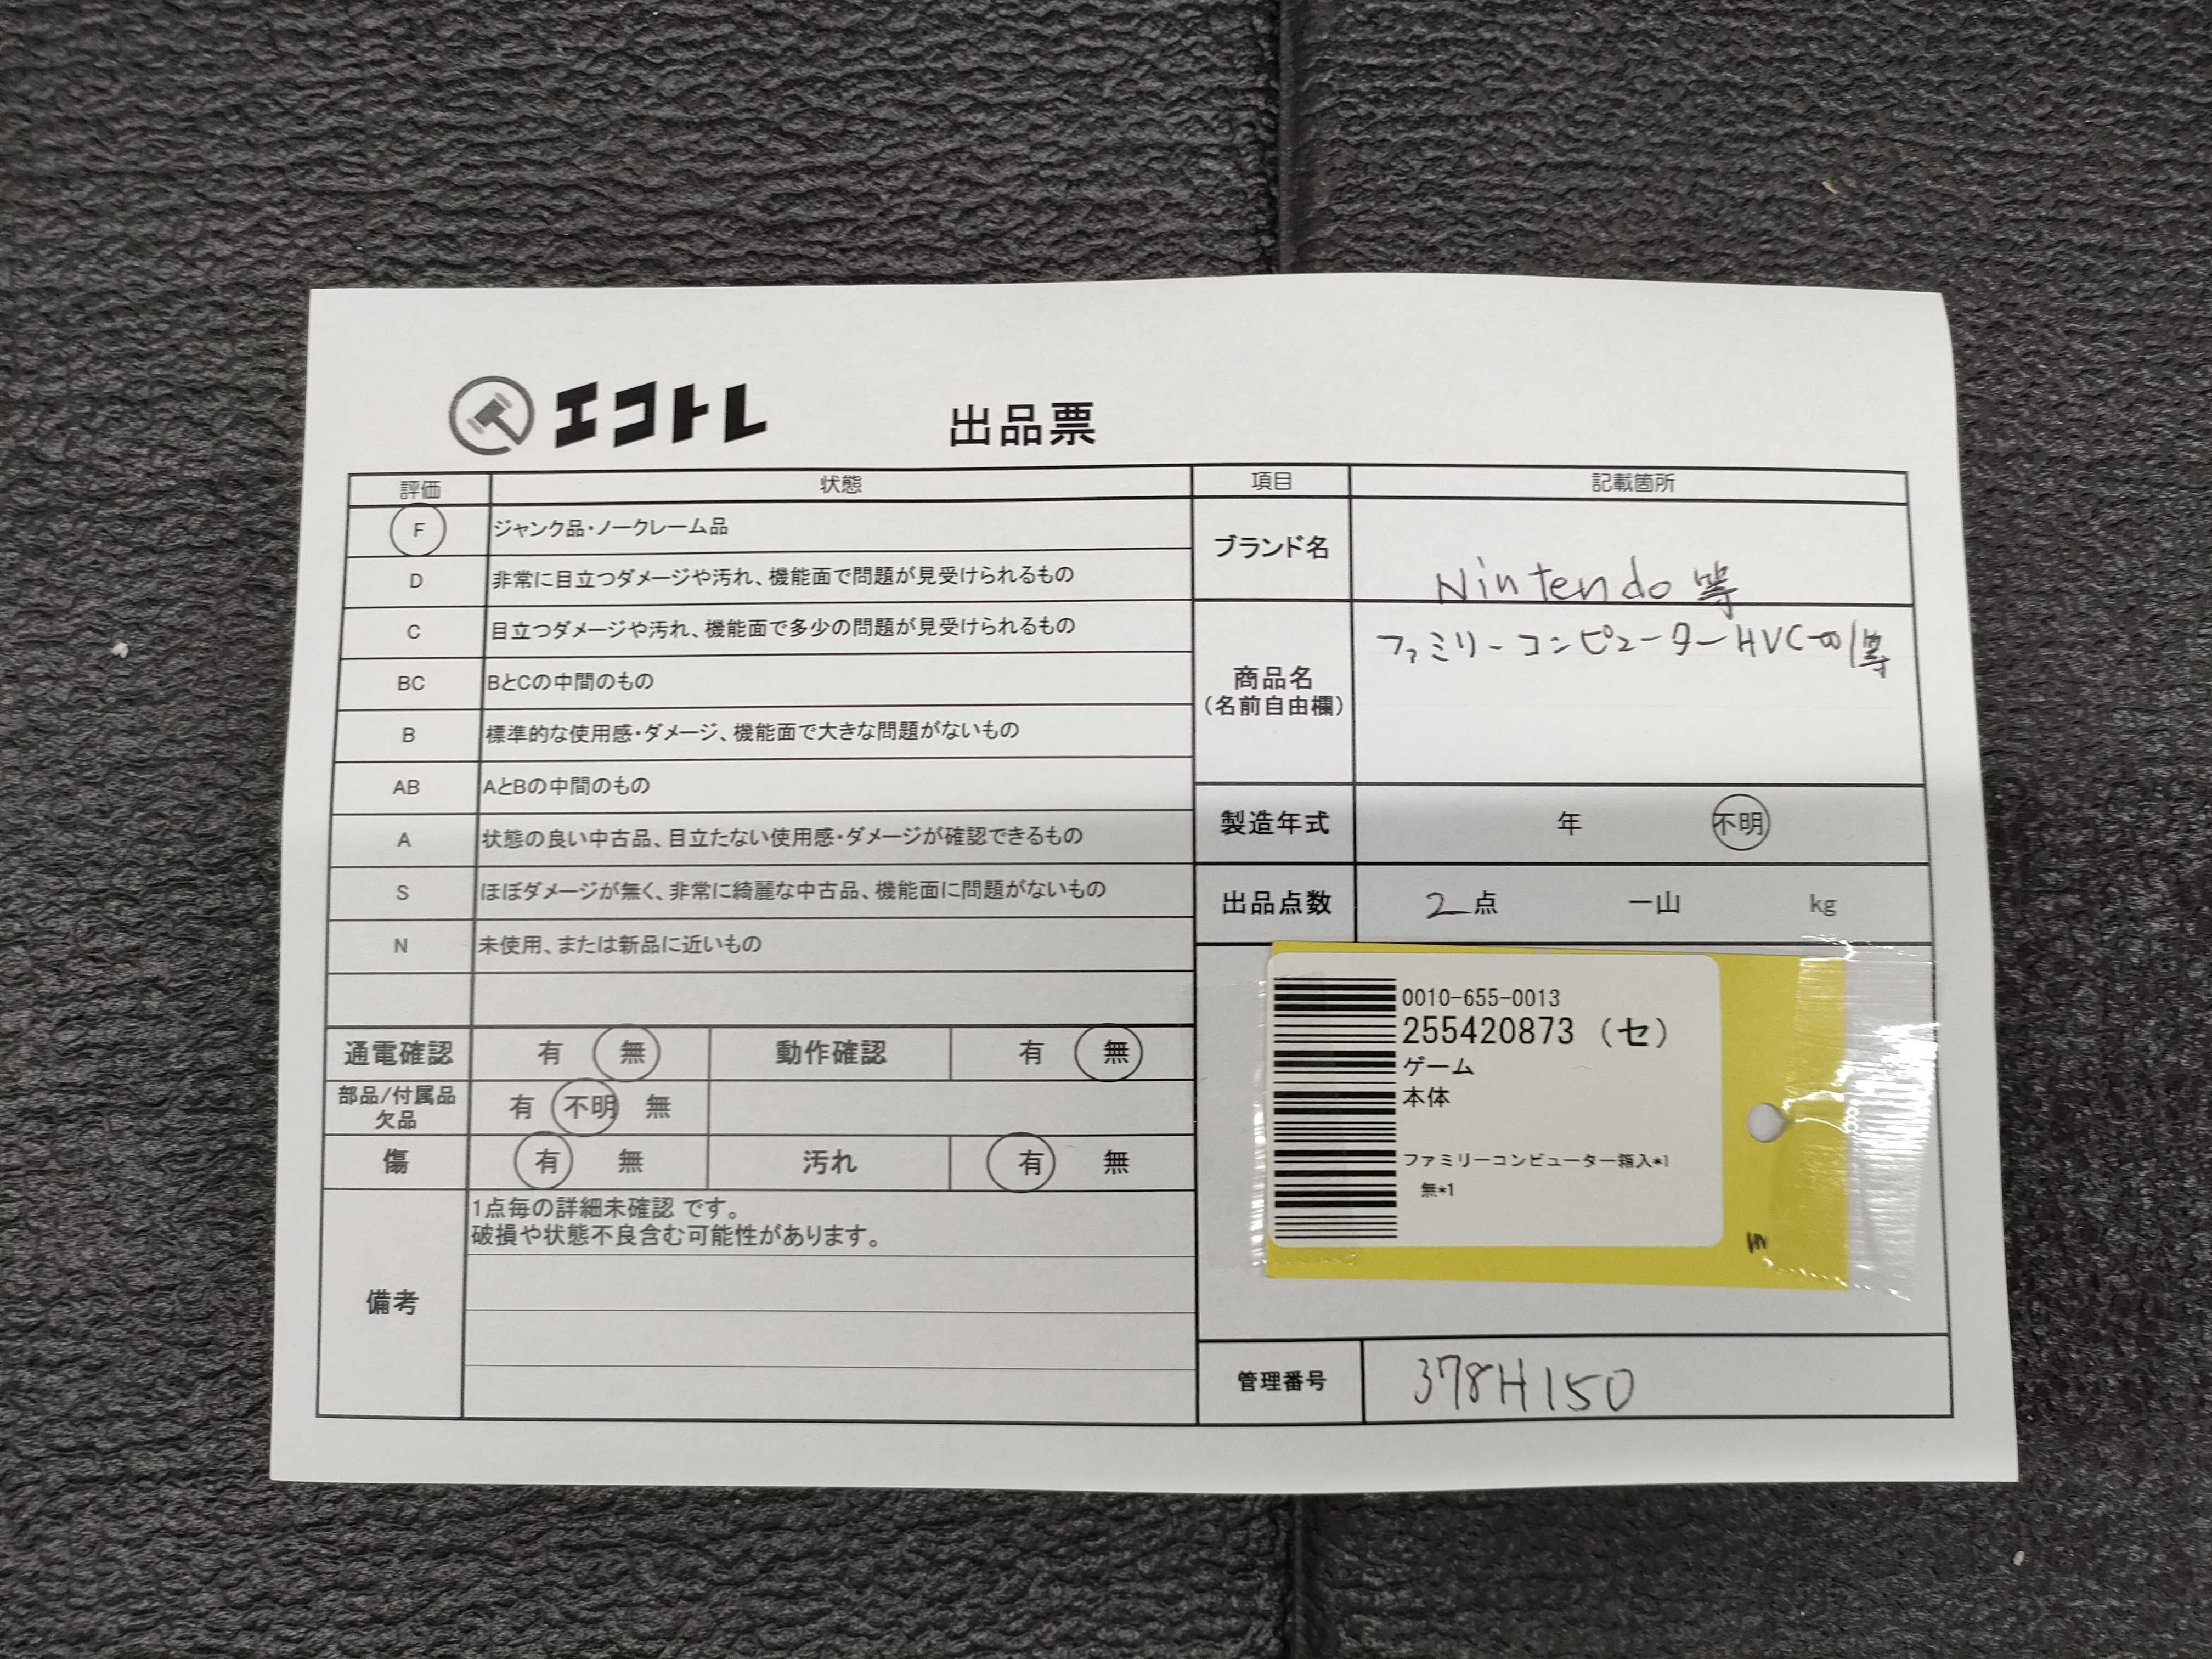 エコトレ 出品票
評価 状態
F ジャンク品・ノークレーム品
D 非常に目立つダメージや汚れ、機能面で問題が見受けられるもの
C 目立つダメージや汚れ、機能面で多少の問題が見受けられるもの
BC BとCの中間のもの
B 標準的な使用感・ダメージ、機能面で大きな問題がないもの
AB AとBの中間のもの
A 状態の良い中古品、目立たない使用感・ダメージが確認できるもの
S ほぼダメージが無く、非常に綺麗な中古品、機能面に問題がないもの
N 未使用、または新品に近いもの
通電確認 有 無 動作確認 有 無
部品/付属品
欠品
有 不明 無
傷 有 無 汚れ 有 無
備考
1点毎の詳細未確認 です。
破損や状態不良含む可能性があります。
項目 記載箇所
ブランド名 Nintendo 等
商品名
(名前自由欄)
ファミリーコンピューターHVC-001等
製造年式 年 不明
出品点数 2点 一山 kg
0010-655-0013
255420873 (セ)
ゲーム
本体
ファミリーコンピューター箱入*1
無*1
管理番号 378H150